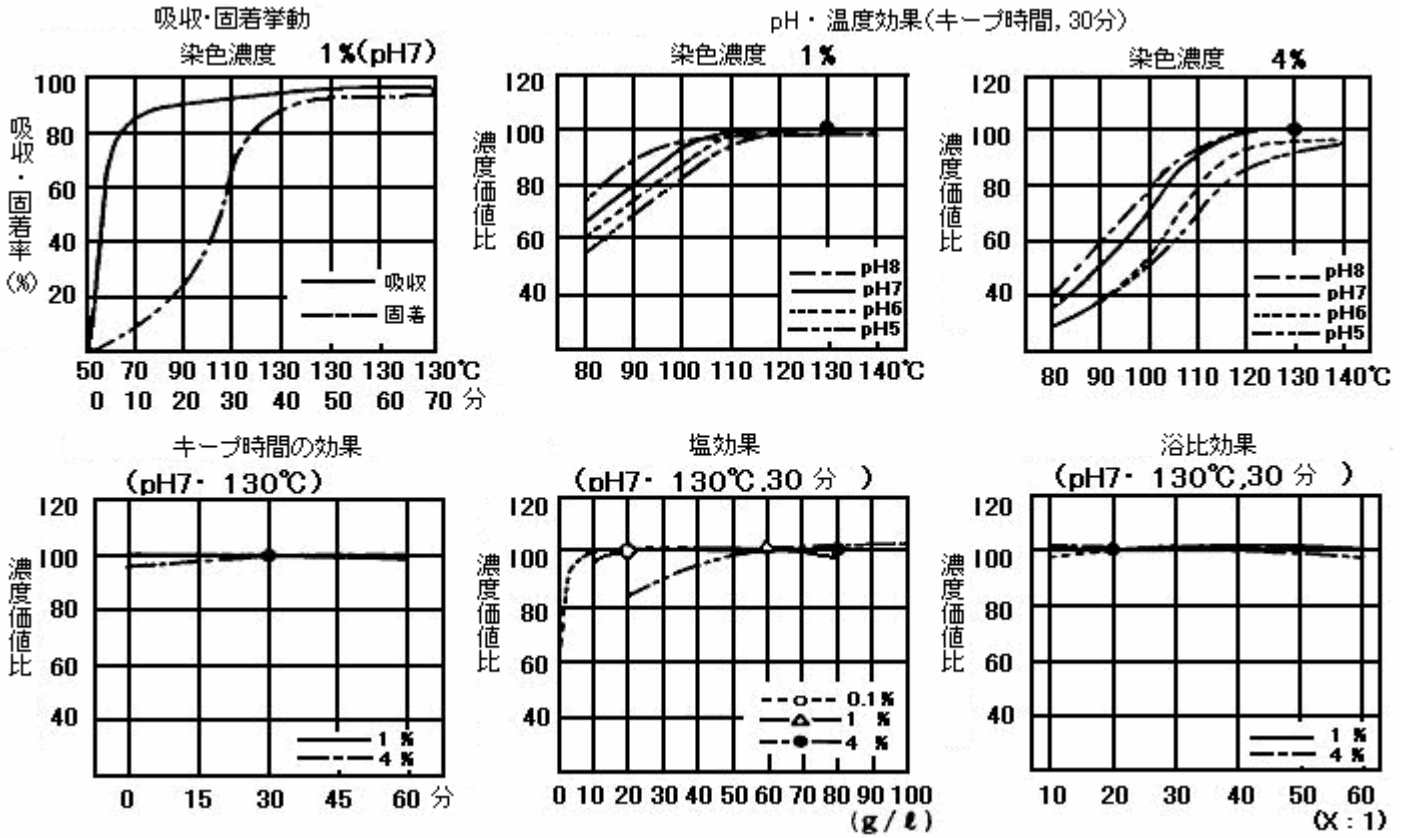 吸収・固着挙動
染色濃度 1%(pH7)
100
80
60
40
20
吸収・固着率(%)
吸収
固着
50 70 90 110 130 130 130 130℃
0 10 20 30 40 50 60 70 分
pH・温度効果(キープ時間,30分)
染色濃度 1%
120
100
80
60
40
濃度価値比
pH8
pH7
pH6
pH5
80 90 100 110 120 130 140℃
染色濃度 4%
120
100
80
60
40
濃度価値比
pH8
pH7
pH6
pH5
80 90 100 110 120 130 140℃
キープ時間の効果
(pH7・ 130℃)
120
100
80
60
40
濃度価値比
1 %
4 %
0 15 30 45 60 分
塩効果
(pH7・ 130℃.30 分 )
120
100
80
60
40
濃度価値比
0.1%
1 %
4 %
0 10 20 30 40 50 60 70 80 90 100
(g/ℓ)
浴比効果
(pH7・ 130℃,30 分 )
120
100
80
60
40
濃度価値比
1 %
4 %
10 20 30 40 50 60
(X:1)